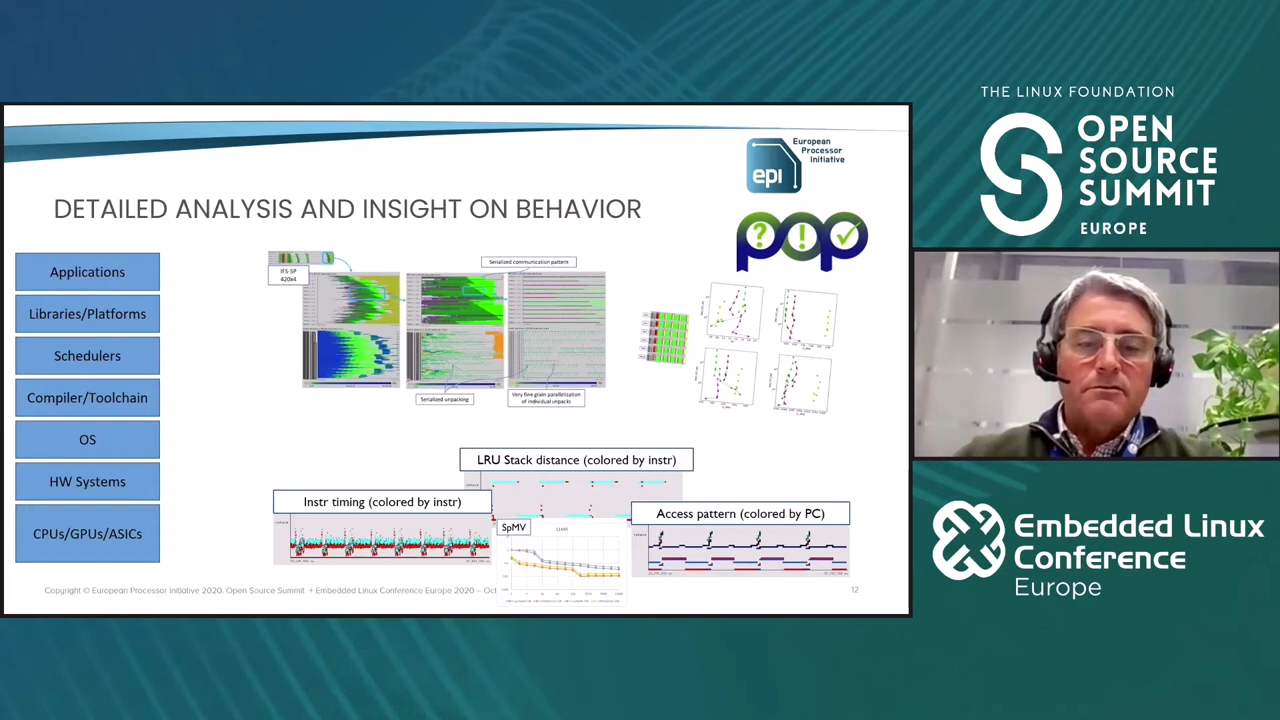 THE LINUX FOUNDATION
OPEN
SOURCE
SUMMIT
EUROPE
European
Processor
Initiative
epi
DETAILED ANALYSIS AND INSIGHT ON BEHAVIOR
pop
Applications
Libraries/Platforms
Schedulers
Compiler/Toolchain
OS
HW Systems
CPUs/GPUs/ASICs
IFS-SP
420x4
Serialized communication pattern
Serialized unpacking
Very fine grain parallelization
of individual unpacks
LRU Stack distance (colored by instr)
Instr timing (colored by instr)
SpMV
Access pattern (colored by PC)
Copyright © European Processor Initiative 2020. Open Source Summit + Embedded Linux Conference Europe 2020 – Oct
12
Embedded Linux
Conference
Europe